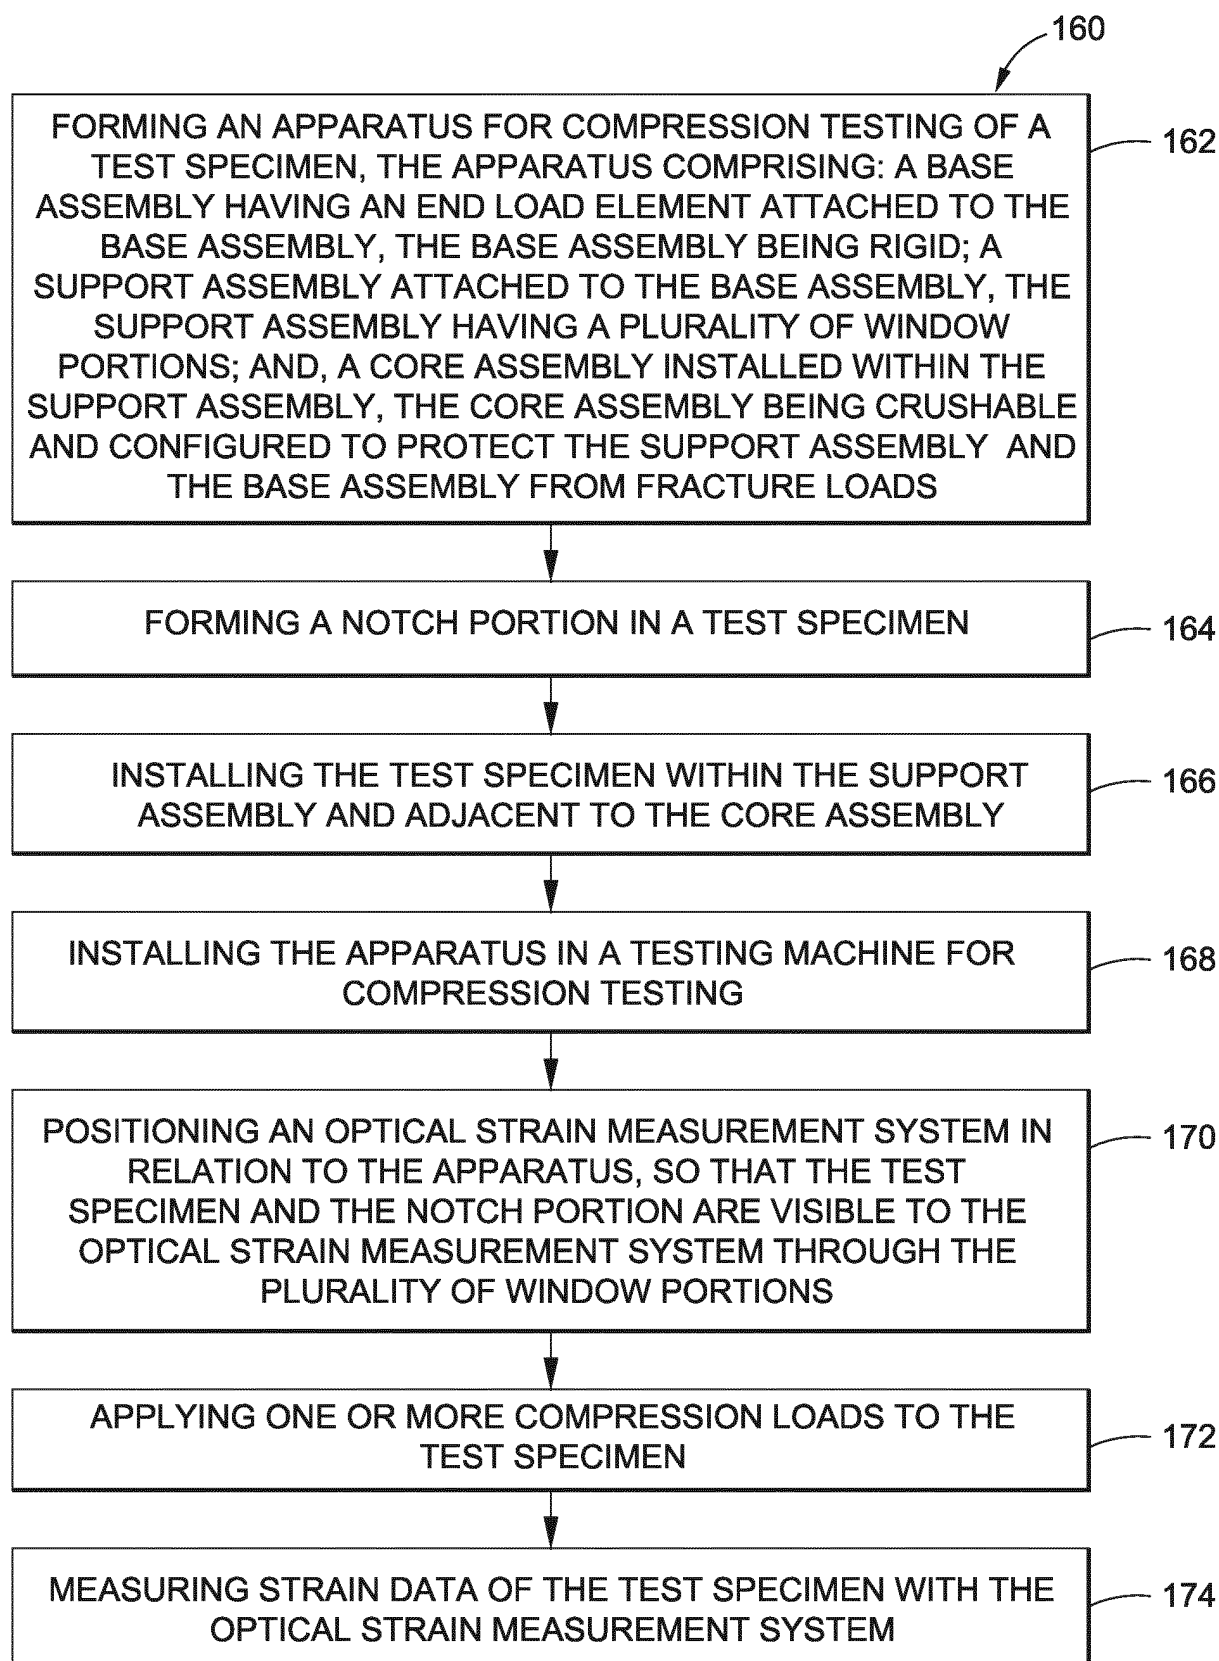 160
FORMING AN APPARATUS FOR COMPRESSION TESTING OF A
TEST SPECIMEN, THE APPARATUS COMPRISING: A BASE
ASSEMBLY HAVING AN END LOAD ELEMENT ATTACHED TO THE
BASE ASSEMBLY, THE BASE ASSEMBLY BEING RIGID; A
SUPPORT ASSEMBLY ATTACHED TO THE BASE ASSEMBLY, THE
SUPPORT ASSEMBLY HAVING A PLURALITY OF WINDOW
PORTIONS; AND, A CORE ASSEMBLY INSTALLED WITHIN THE
SUPPORT ASSEMBLY, THE CORE ASSEMBLY BEING CRUSHABLE
AND CONFIGURED TO PROTECT THE SUPPORT ASSEMBLY AND
THE BASE ASSEMBLY FROM FRACTURE LOADS
162
FORMING A NOTCH PORTION IN A TEST SPECIMEN
164
INSTALLING THE TEST SPECIMEN WITHIN THE SUPPORT
ASSEMBLY AND ADJACENT TO THE CORE ASSEMBLY
166
INSTALLING THE APPARATUS IN A TESTING MACHINE FOR
COMPRESSION TESTING
168
POSITIONING AN OPTICAL STRAIN MEASUREMENT SYSTEM IN
RELATION TO THE APPARATUS, SO THAT THE TEST
SPECIMEN AND THE NOTCH PORTION ARE VISIBLE TO THE
OPTICAL STRAIN MEASUREMENT SYSTEM THROUGH THE
PLURALITY OF WINDOW PORTIONS
170
APPLYING ONE OR MORE COMPRESSION LOADS TO THE
TEST SPECIMEN
172
MEASURING STRAIN DATA OF THE TEST SPECIMEN WITH THE
OPTICAL STRAIN MEASUREMENT SYSTEM
174